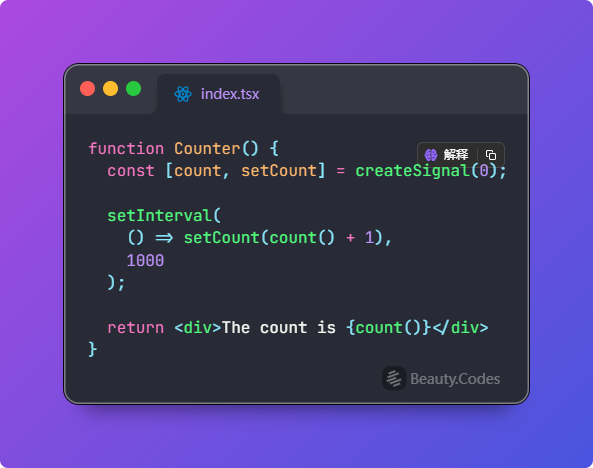 index.tsx
function Counter() {
解释
const [count, setCount] = createSignal(0);
setInterval(
() => setCount(count() + 1),
1000
);
return <div>The count is {count()}</div>
}
Beauty.Codes